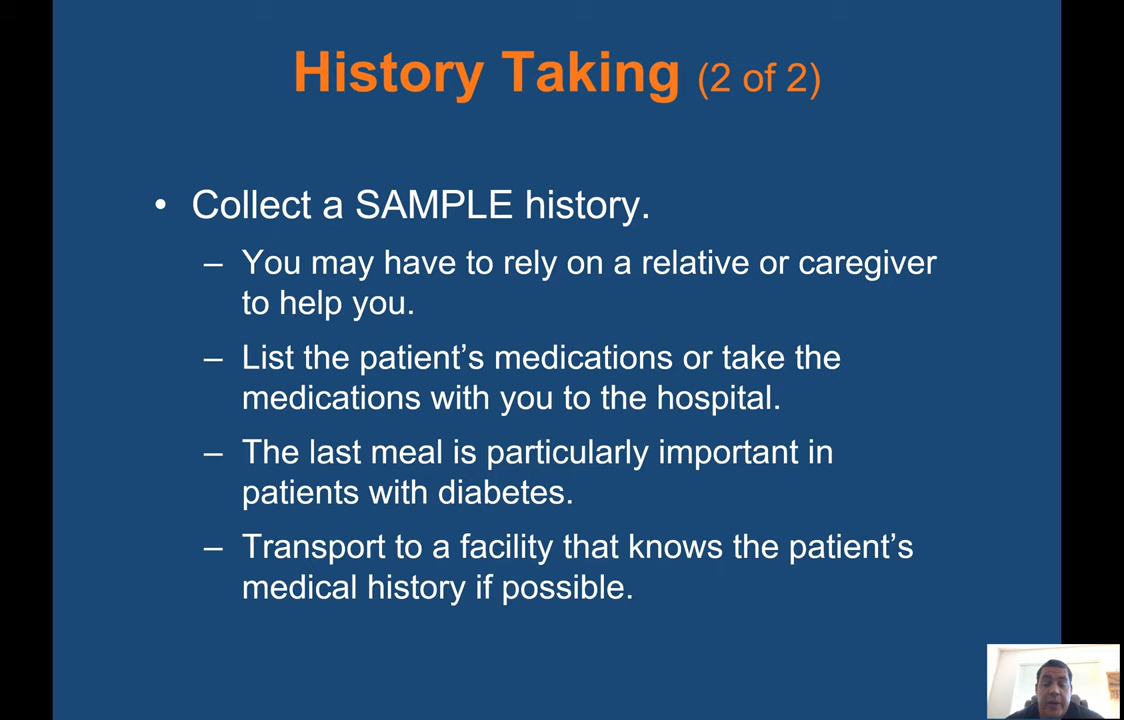 History Taking (2 of 2)
• Collect a SAMPLE history.
– You may have to rely on a relative or caregiver
to help you.
– List the patient’s medications or take the
medications with you to the hospital.
– The last meal is particularly important in
patients with diabetes.
– Transport to a facility that knows the patient’s
medical history if possible.